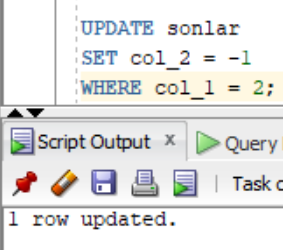 UPDATE sonlar
SET col_2 = -1
WHERE col_1 = 2;
Script Output x Query
Task
1 row updated.